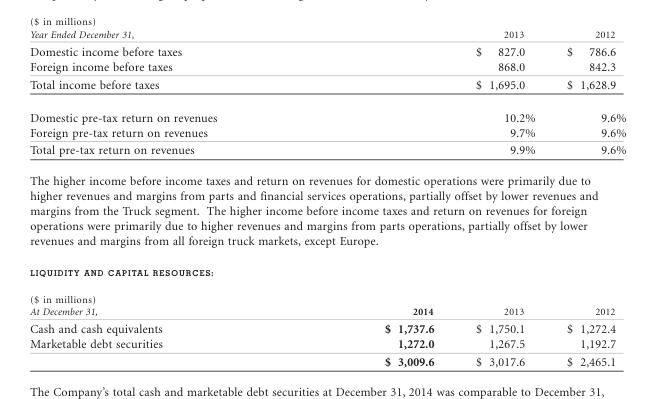 ($ in millions)
Year Ended December 31, 2013 2012
Domestic income before taxes $ 827.0 $ 786.6
Foreign income before taxes 868.0 842.3
Total income before taxes $ 1,695.0 $ 1,628.9
Domestic pre-tax return on revenues 10.2% 9.6%
Foreign pre-tax return on revenues 9.7% 9.6%
Total pre-tax return on revenues 9.9% 9.6%
The higher income before income taxes and return on revenues for domestic operations were primarily due to
higher revenues and margins from parts and financial services operations, partially offset by lower revenues and
margins from the Truck segment. The higher income before income taxes and return on revenues for foreign
operations were primarily due to higher revenues and margins from parts operations, partially offset by lower
revenues and margins from all foreign truck markets, except Europe.
LIQUIDITY AND CAPITAL RESOURCES:
($ in millions)
At December 31, 2014 2013 2012
Cash and cash equivalents $ 1,737.6 $ 1,750.1 $ 1,272.4
Marketable debt securities 1,272.0 1,267.5 1,192.7
$ 3,009.6 $ 3,017.6 $ 2,465.1
The Company's total cash and marketable debt securities at December 31, 2014 was comparable to December 31,